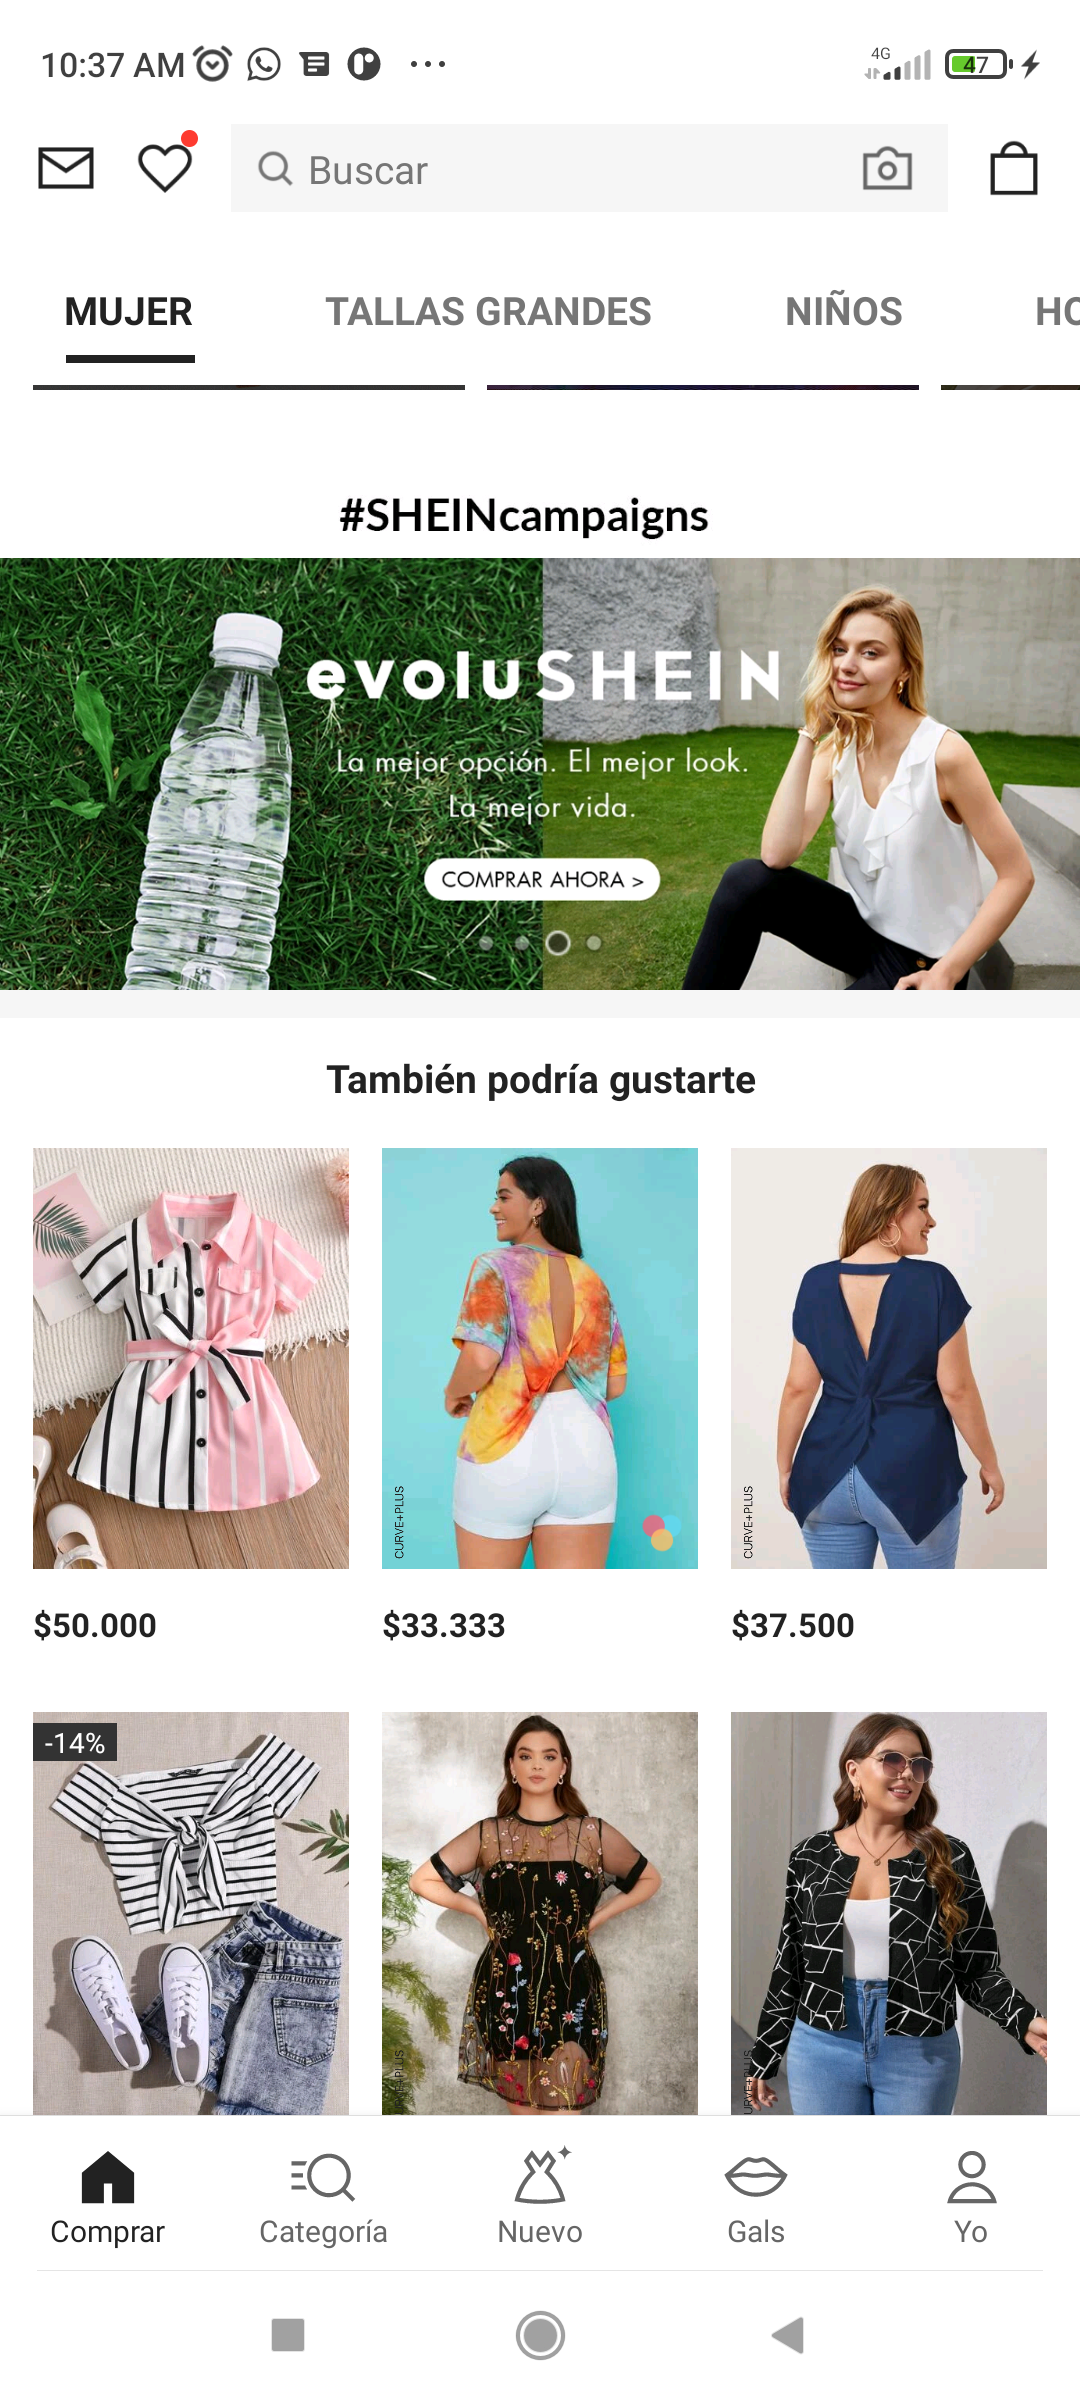 10:37 AM
4G
47
Buscar
MUJER
TALLAS GRANDES
NIÑOS
HO
#SHEINcampaigns
evoluSHEIN
La mejor opción. El mejor look.
La mejor vida.
COMPRAR AHORA >
También podría gustarte
CURVE+PLUS
CURVE+PLUS
$50.000
$33.333
$37.500
-14%
Comprar
Categoría
Nuevo
Gals
Yo